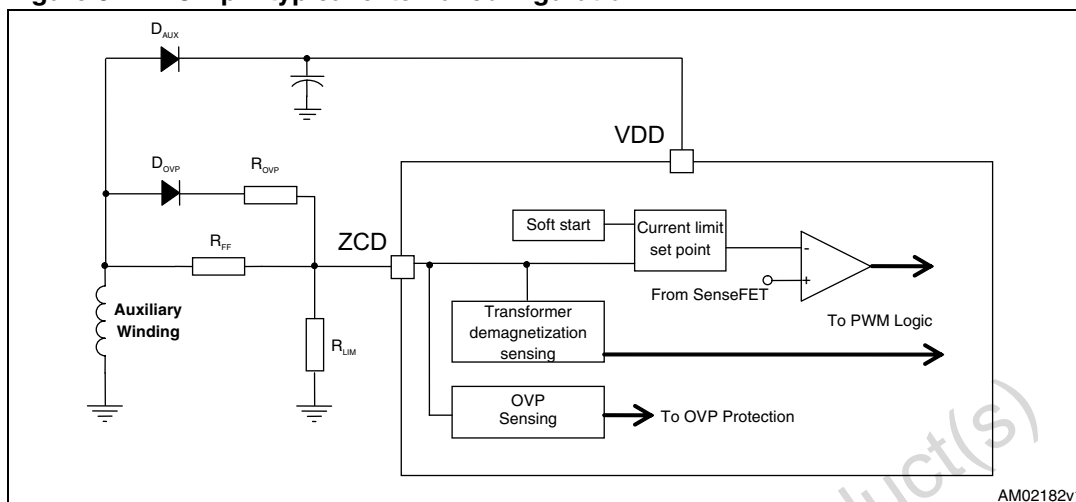 D_AUX
VDD
D_OVP
R_OVP
Soft start
Current limit
set point
ZCD
R_FF
-
+
From SenseFET
Auxiliary
Winding
Transformer
demagnetization
sensing
To PWM Logic
R_LIM
OVP
Sensing
To OVP Protection
duct(s)
AM02182v